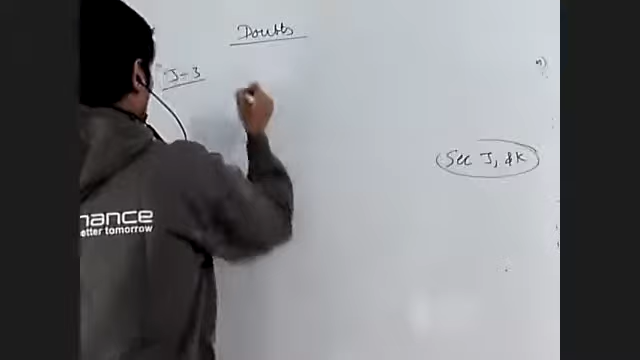 Doubts
J-3
Sec J, &K
nance
etter tomorrow